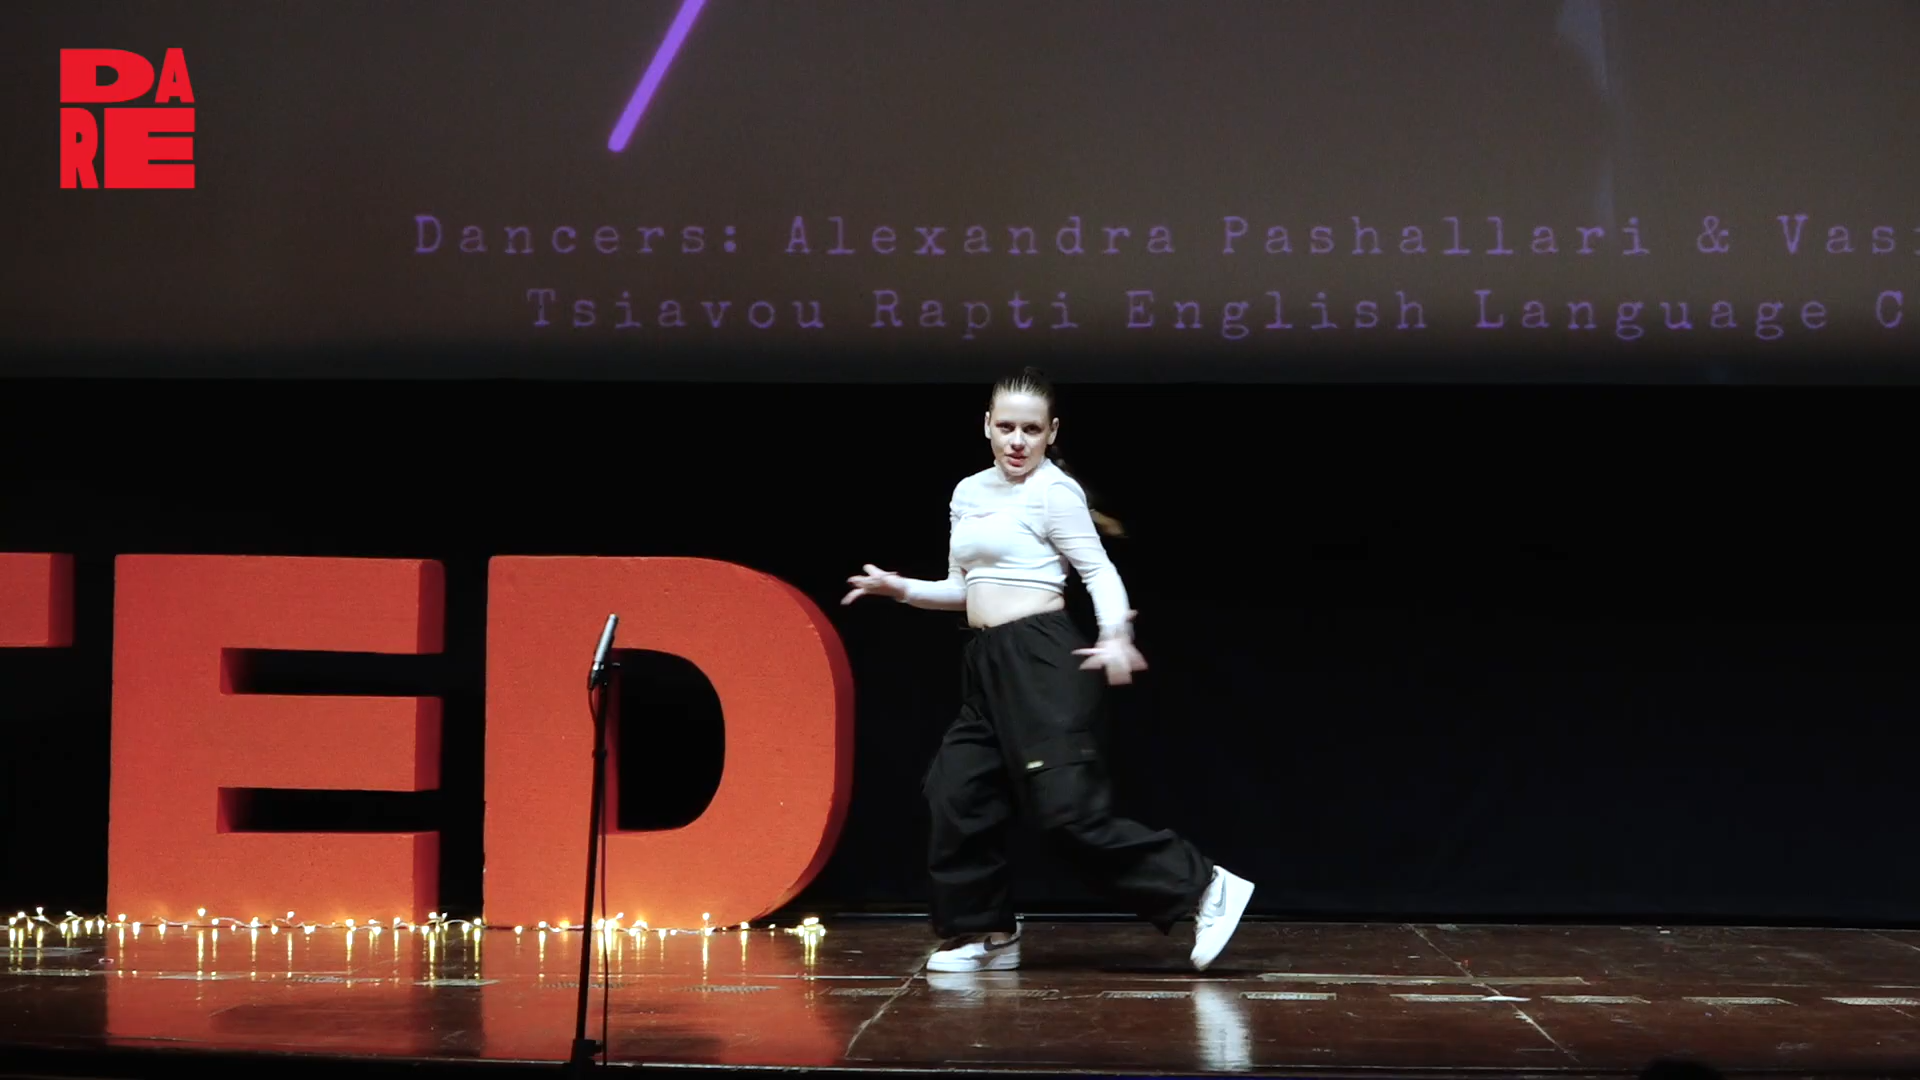 DA
RE
Dancers: Alexandra Pashallari & Vas
Tsiavou Rapti English Language C
TED